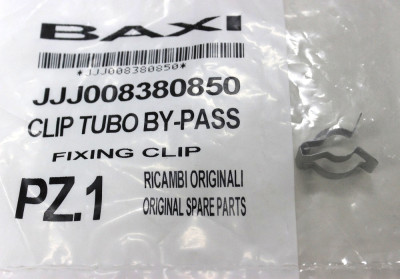 BAXI
*JJJ008380850*
JJJ008380850
CLIP TUBO BY-PASS
FIXING CLIP
PZ.1
RICAMBI ORIGINALI
ORIGINAL SPARE PARTS